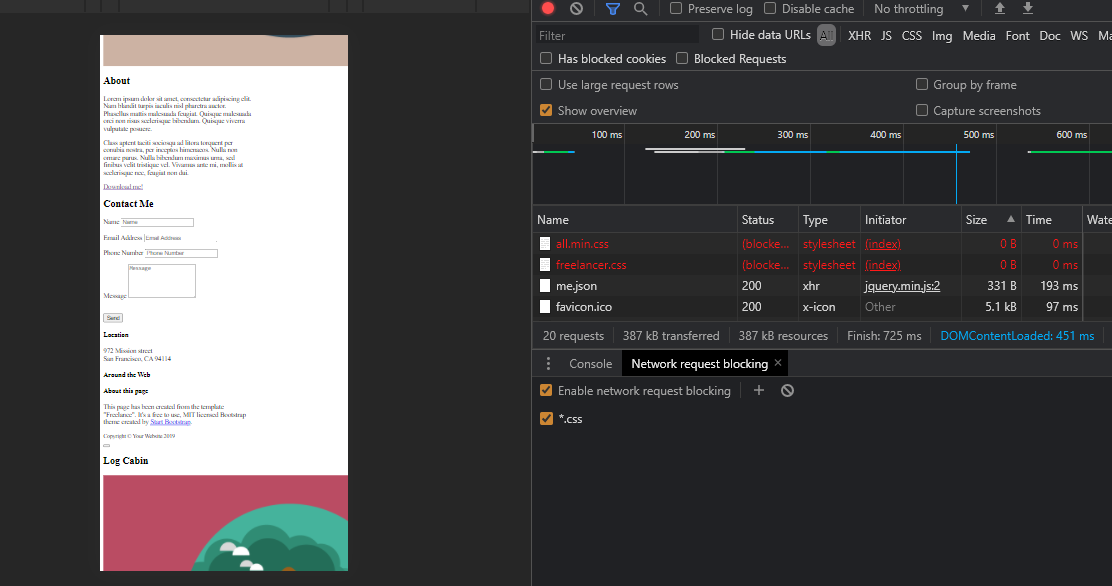 About
Lorem ipsum dolor sit amet, consectetur adipiscing elit.
Nam blandit turpis iaculis nisl pharetra auctor.
Phasellus mattis malesuada feugiat. Quisque malesuada
orci non risus scelerisque bibendum. Quisque viverra
vulputate posuere.
Class aptent taciti sociosqu ad litora torquent per
conubia nostra, per inceptos himenaeos. Nulla non
ornare purus. Nulla bibendum maximus urna, sed
finibus velit tristique vel. Vivamus ante mi, mollis at
scelerisque nec, feugiat non dui.
Download me!
Contact Me
Name Name
Email Address Email Address
Phone Number Phone Number
Message
Message
Send
Location
972 Mission street
San Francisco, CA 94114
Around the Web
About this page
This page has been created from the template
"Freelance". It's a free to use, MIT licensed Bootstrap
theme created by Start Bootstrap.
Copyright © Your Website 2019
Log Cabin
Preserve log Disable cache No throttling
Filter Hide data URLs All XHR JS CSS Img Media Font Doc WS Ma
Has blocked cookies Blocked Requests
Use large request rows Group by frame
Show overview Capture screenshots
100 ms 200 ms 300 ms 400 ms 500 ms 600 ms
Name Status Type Initiator Size Time Wate
all.min.css (blocke... stylesheet (index) 0 B 0 ms
freelancer.css (blocke... stylesheet (index) 0 B 0 ms
me.json 200 xhr jquery.min.js:2 331 B 193 ms
favicon.ico 200 x-icon Other 5.1 kB 97 ms
20 requests 387 kB transferred 387 kB resources Finish: 725 ms DOMContentLoaded: 451 ms
Console Network request blocking ×
Enable network request blocking
*.css